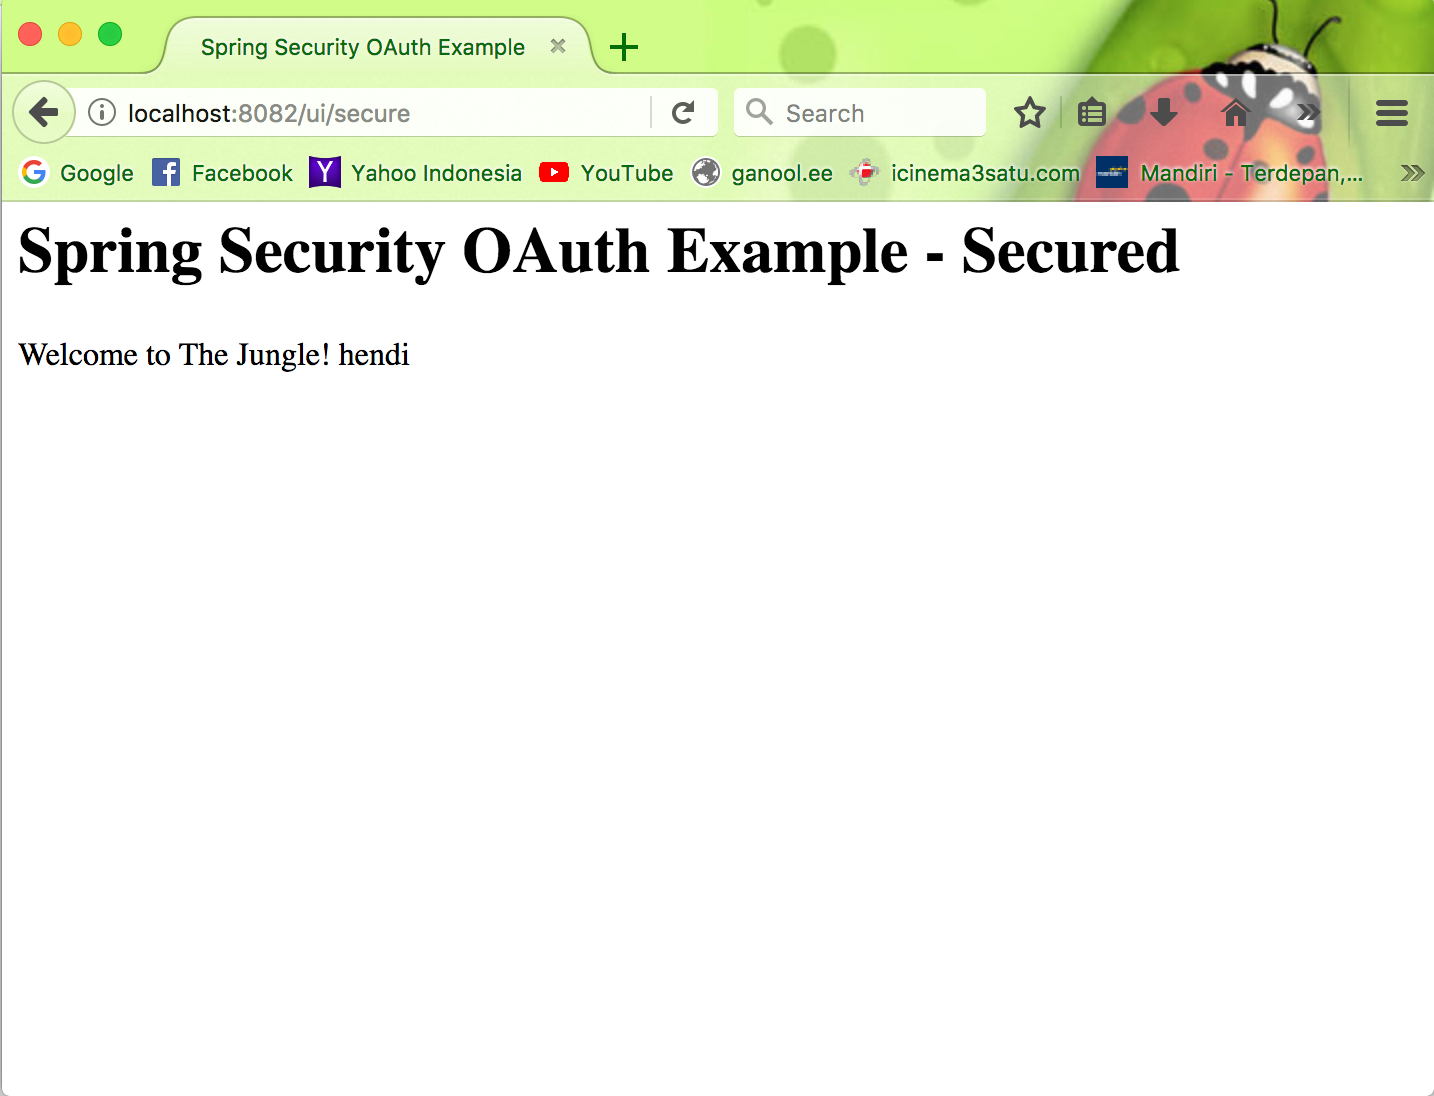 Spring Security OAuth Example
localhost:8082/ui/secure
Search
Google Facebook Yahoo Indonesia YouTube ganool.ee icinema3satu.com Mandiri - Terdepan,...
Spring Security OAuth Example - Secured
Welcome to The Jungle! hendi